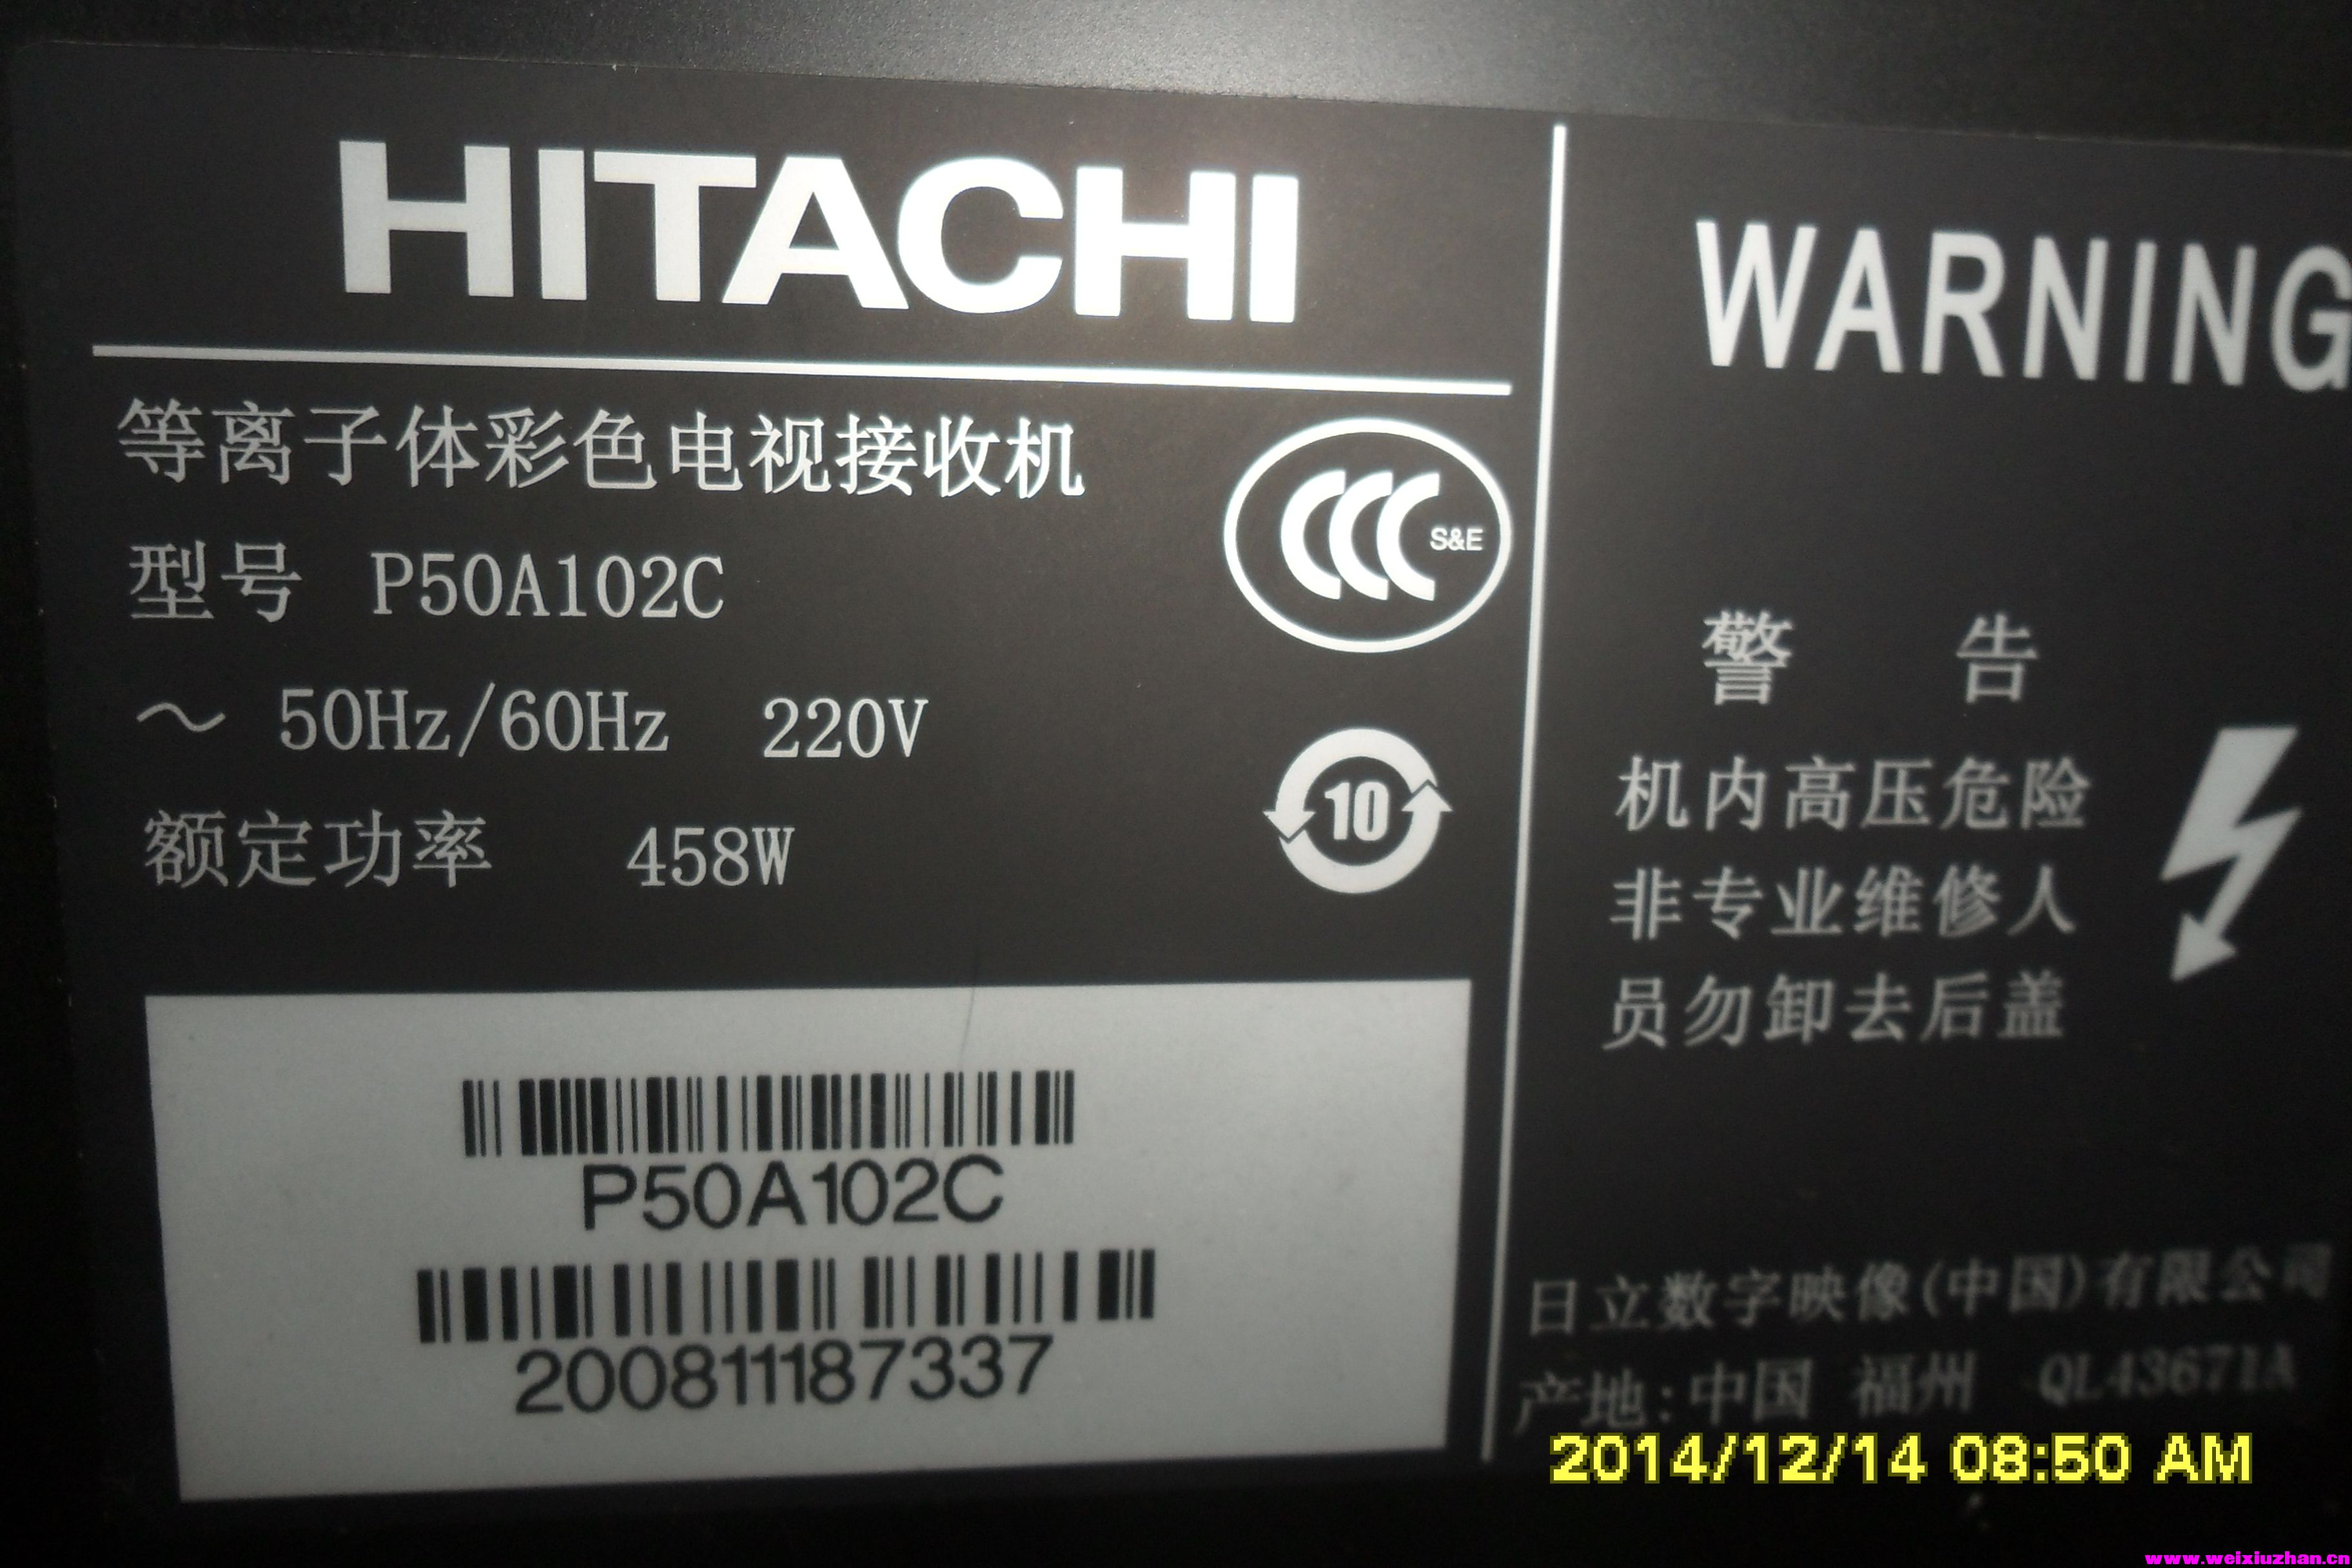 HITACHI
等离子体彩色电视接收机
型号 P50A102C
～ 50Hz/60Hz 220V
额定功率 458W
S&E
10
P50A102C
200811187337
WARNING
警 告
机内高压危险
非专业维修人
员勿卸去后盖
日立数字映像(中国)有限公司
产地:中国 福州 QL43671A
2014/12/14 08:50 AM
www.weixiuzhan.cn